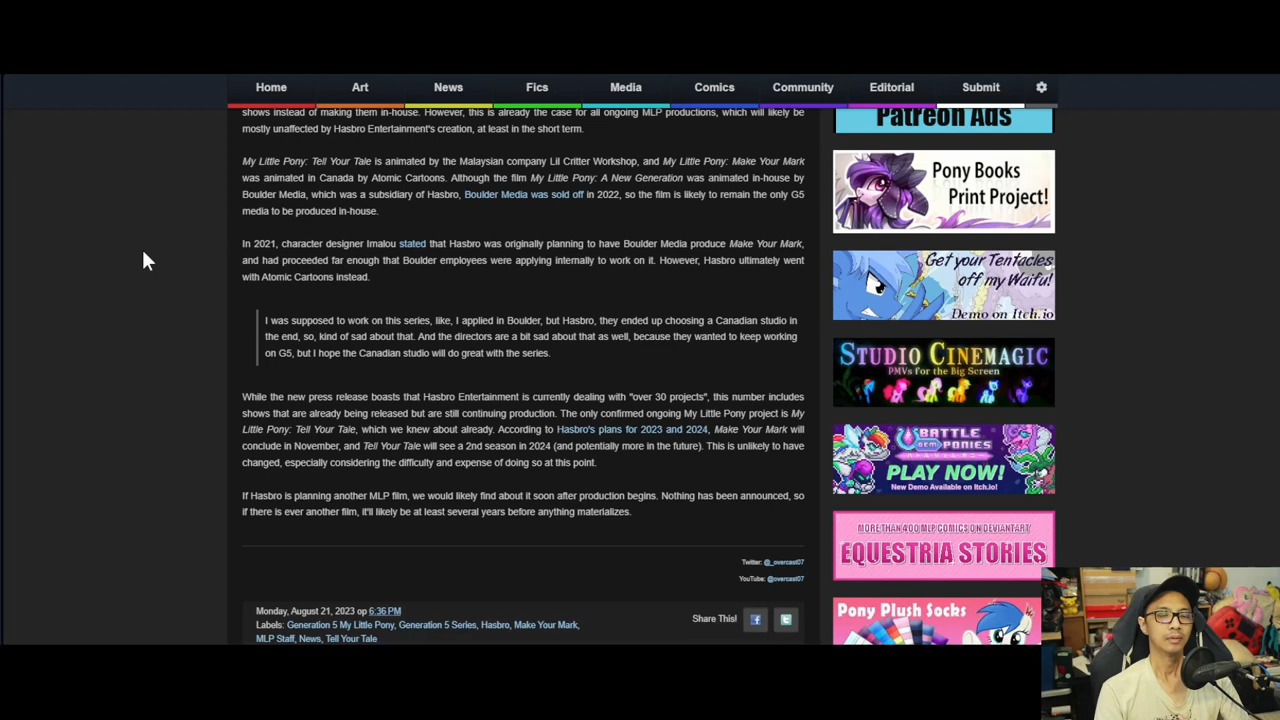 Home Art News Fics Media Comics Community Editorial Submit
shows instead of making them in-house. However, this is already the case for all ongoing MLP productions, which will likely be
mostly unaffected by Hasbro Entertainment's creation, at least in the short term.
My Little Pony: Tell Your Tale is animated by the Malaysian company Lil Critter Workshop, and My Little Pony: Make Your Mark
was animated in Canada by Atomic Cartoons. Although the film My Little Pony: A New Generation was animated in-house by
Boulder Media, which was a subsidiary of Hasbro, Boulder Media was sold off in 2022, so the film is likely to remain the only G5
media to be produced in-house.
In 2021, character designer Imalou stated that Hasbro was originally planning to have Boulder Media produce Make Your Mark,
and had proceeded far enough that Boulder employees were applying internally to work on it. However, Hasbro ultimately went
with Atomic Cartoons instead.
I was supposed to work on this series, like, I applied in Boulder, but Hasbro, they ended up choosing a Canadian studio in
the end, so, kind of sad about that. And the directors are a bit sad about that as well, because they wanted to keep working
on G5, but I hope the Canadian studio will do great with the series.
While the new press release boasts that Hasbro Entertainment is currently dealing with "over 30 projects", this number includes
shows that are already being released but are still continuing production. The only confirmed ongoing My Little Pony project is My
Little Pony: Tell Your Tale, which we knew about already. According to Hasbro's plans for 2023 and 2024, Make Your Mark will
conclude in November, and Tell Your Tale will see a 2nd season in 2024 (and potentially more in the future). This is unlikely to have
changed, especially considering the difficulty and expense of doing so at this point.
If Hasbro is planning another MLP film, we would likely find about it soon after production begins. Nothing has been announced, so
if there is ever another film, it'll likely be at least several years before anything materializes.
Twitter: @_overcast07
YouTube: @overcast07
Monday, August 21, 2023 op 6:36 PM
Labels: Generation 5 My Little Pony, Generation 5 Series, Hasbro, Make Your Mark,
MLP Staff, News, Tell Your Tale
Share This!
Patreon Ads
Pony Books
Print Project!
Get your Tentacles
off my Waifu!
Demo on Itch.io
STUDIO CINEMAGIC
PMVs for the Big Screen
BATTLE
GEM PONIES
PLAY NOW!
New Demo Available on Itch.io!
MORE THAN 400 MLP COMICS ON DEVIANTART!
EQUESTRIA STORIES
Pony Plush Socks